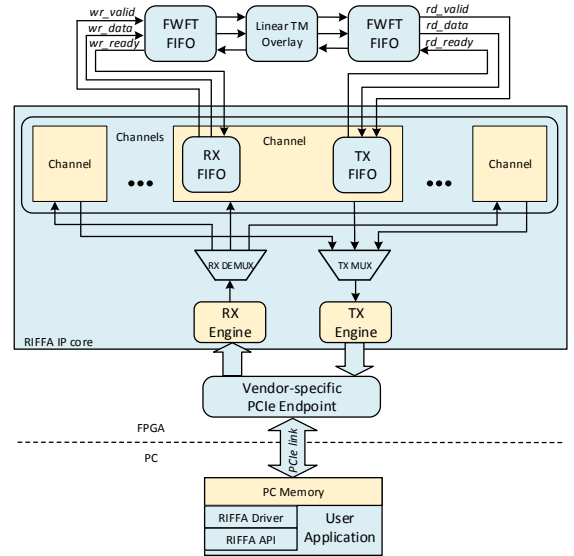 wr_valid
wr_data
wr_ready
FWFT
FIFO
Linear TM
Overlay
FWFT
FIFO
rd_valid
rd_data
rd_ready
Channel
Channels
RX
FIFO
Channel
TX
FIFO
Channel
RX DEMUX
TX MUX
RX
Engine
TX
Engine
RIFFA IP core
Vendor-specific
PCIe Endpoint
FPGA
PC
PCIe link
PC Memory
RIFFA Driver
RIFFA API
User
Application